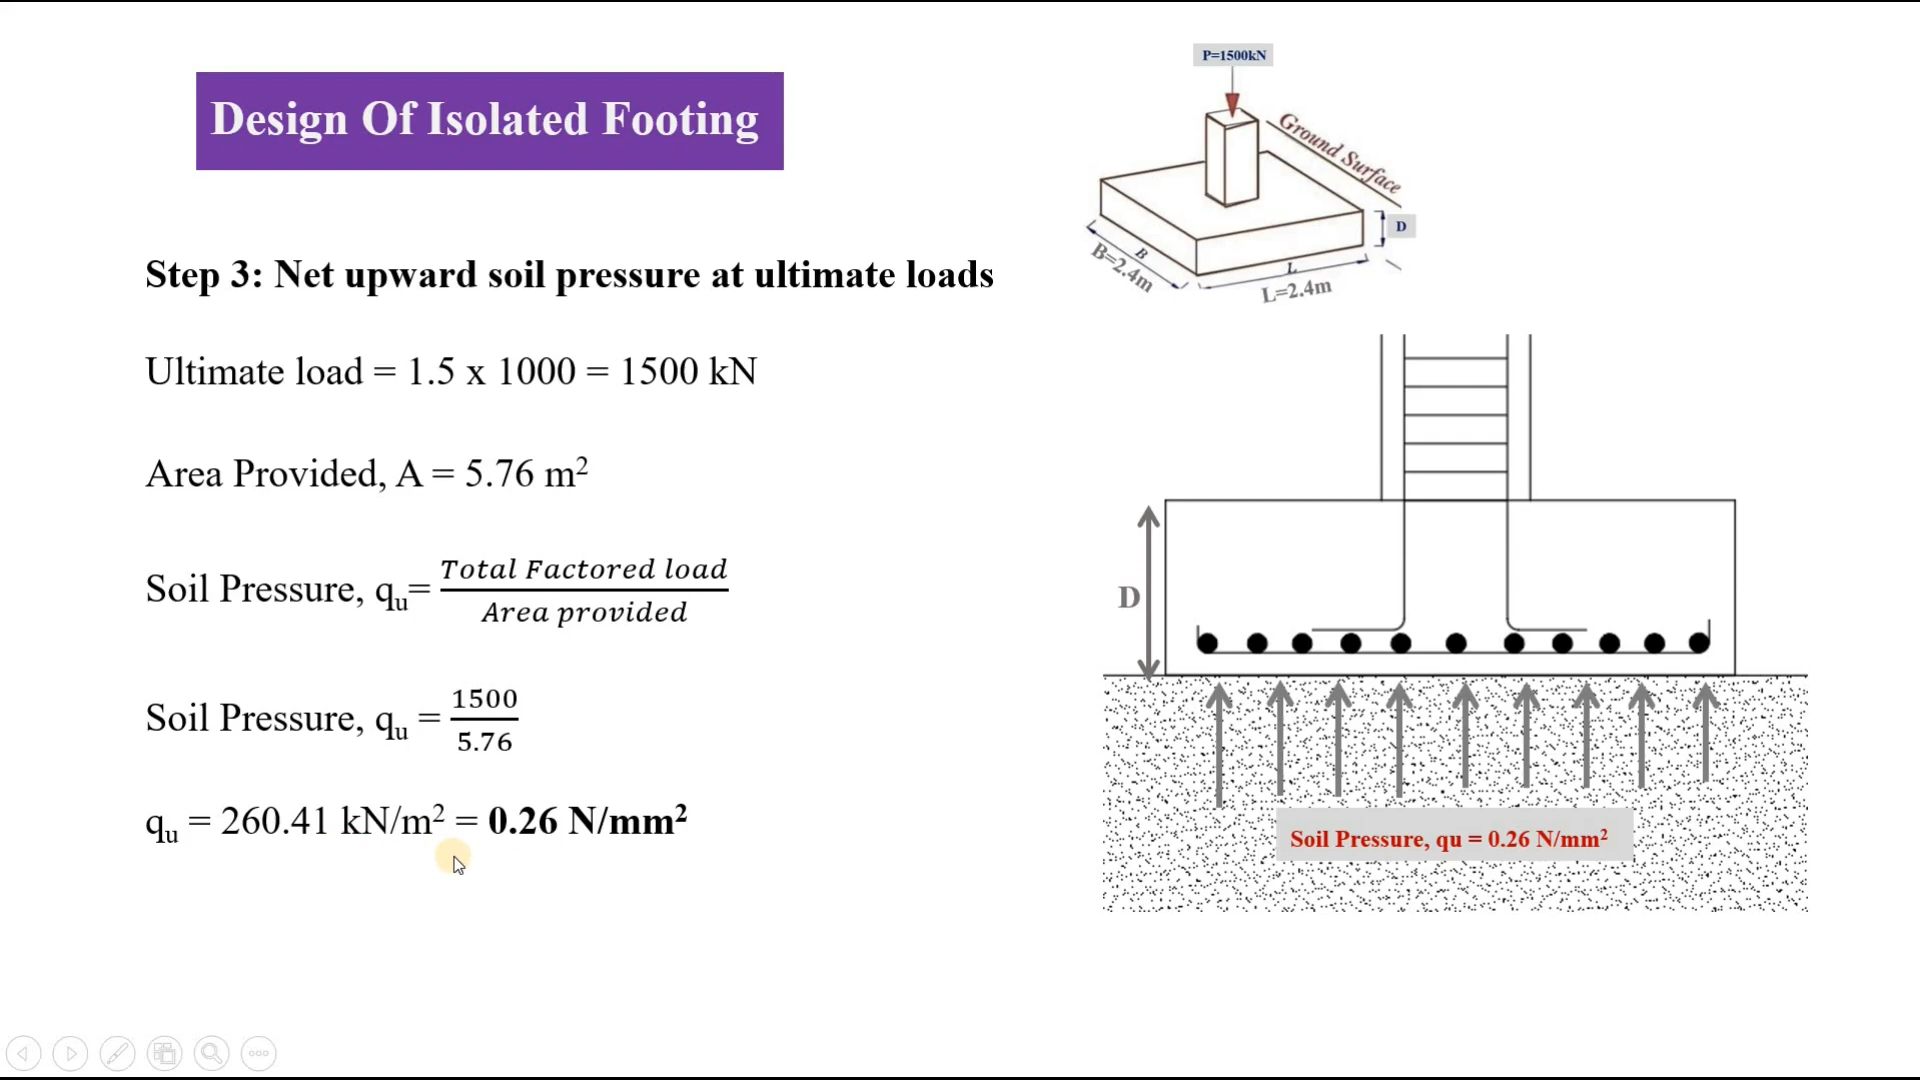 Design Of Isolated Footing
Step 3: Net upward soil pressure at ultimate loads
Ultimate load = 1.5 x 1000 = 1500 kN
Area Provided, A = 5.76 m²
Soil Pressure, qᵤ= Total Factored load / Area provided
Soil Pressure, qᵤ = 1500 / 5.76
qᵤ = 260.41 kN/m² = 0.26 N/mm²
P=1500kN
Ground Surface
D
B
B=2.4m
L
L=2.4m
D
Soil Pressure, qu = 0.26 N/mm²